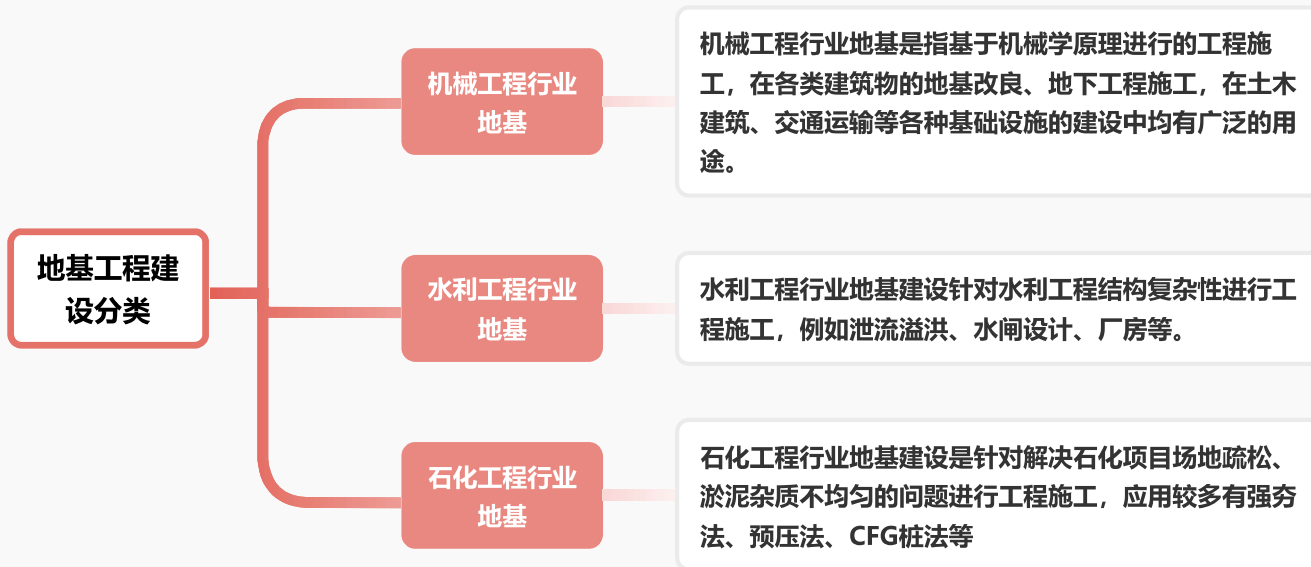 地基工程建
设分类
机械工程行业
地基
机械工程行业地基是指基于机械学原理进行的工程施
工，在各类建筑物的地基改良、地下工程施工，在土木
建筑、交通运输等各种基础设施的建设中均有广泛的用
途。
水利工程行业
地基
水利工程行业地基建设针对水利工程结构复杂性进行工
程施工，例如泄流溢洪、水闸设计、厂房等。
石化工程行业
地基
石化工程行业地基建设是针对解决石化项目场地疏松、
淤泥杂质不均匀的问题进行工程施工，应用较多有强夯
法、预压法、CFG桩法等